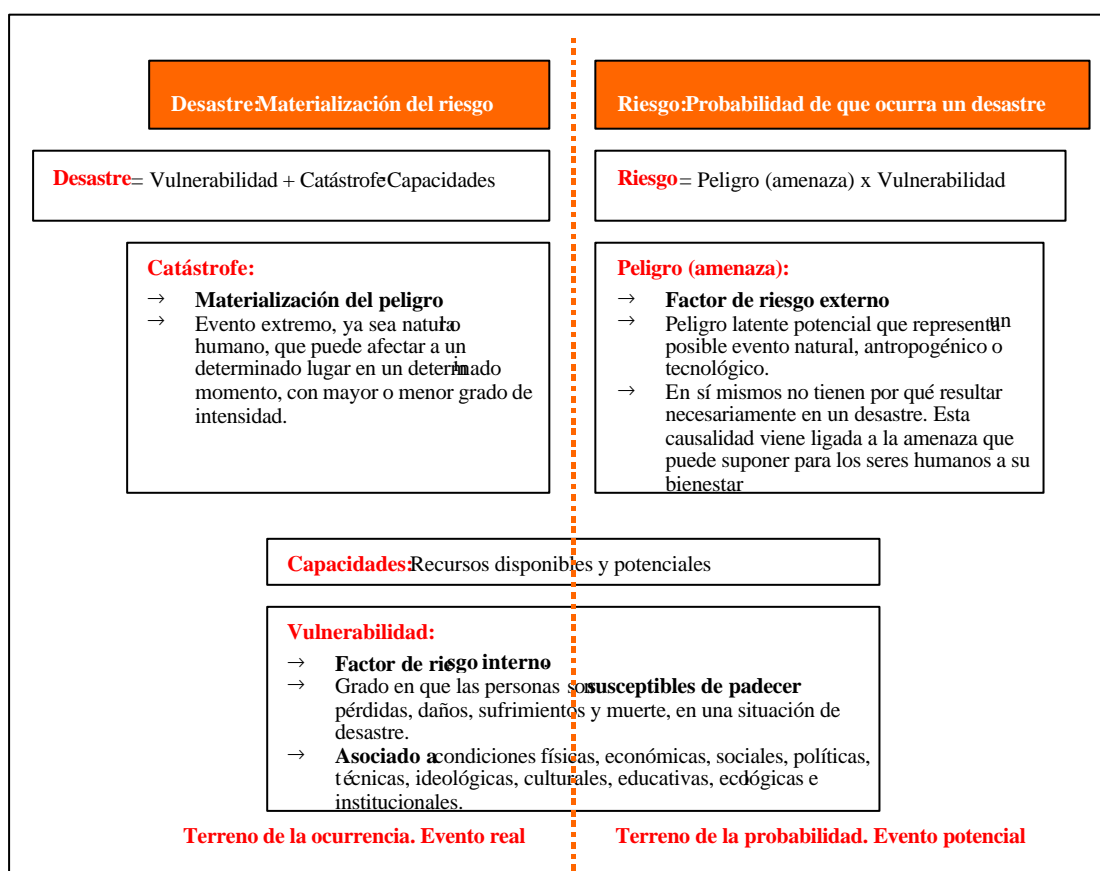 Desastre: Materialización del riesgo
Riesgo: Probabilidad de que ocurra un desastre
Desastre = Vulnerabilidad + Catástrofe-Capacidades
Riesgo = Peligro (amenaza) x Vulnerabilidad
Catástrofe:
→ Materialización del peligro
→ Evento extremo, ya sea natural o
humano, que puede afectar a un
determinado lugar en un determinado
momento, con mayor o menor grado de
intensidad.
Peligro (amenaza):
→ Factor de riesgo externo
→ Peligro latente potencial que representa un
posible evento natural, antropogénico o
tecnológico.
→ En sí mismos no tienen por qué resultar
necesariamente en un desastre. Esta
causalidad viene ligada a la amenaza que
puede suponer para los seres humanos a su
bienestar
Capacidades: Recursos disponibles y potenciales
Vulnerabilidad:
→ Factor de riesgo interno
→ Grado en que las personas son susceptibles de padecer
pérdidas, daños, sufrimientos y muerte, en una situación de
desastre.
→ Asociado a condiciones físicas, económicas, sociales, políticas,
técnicas, ideológicas, culturales, educativas, ecológicas e
institucionales.
Terreno de la ocurrencia. Evento real
Terreno de la probabilidad. Evento potencial